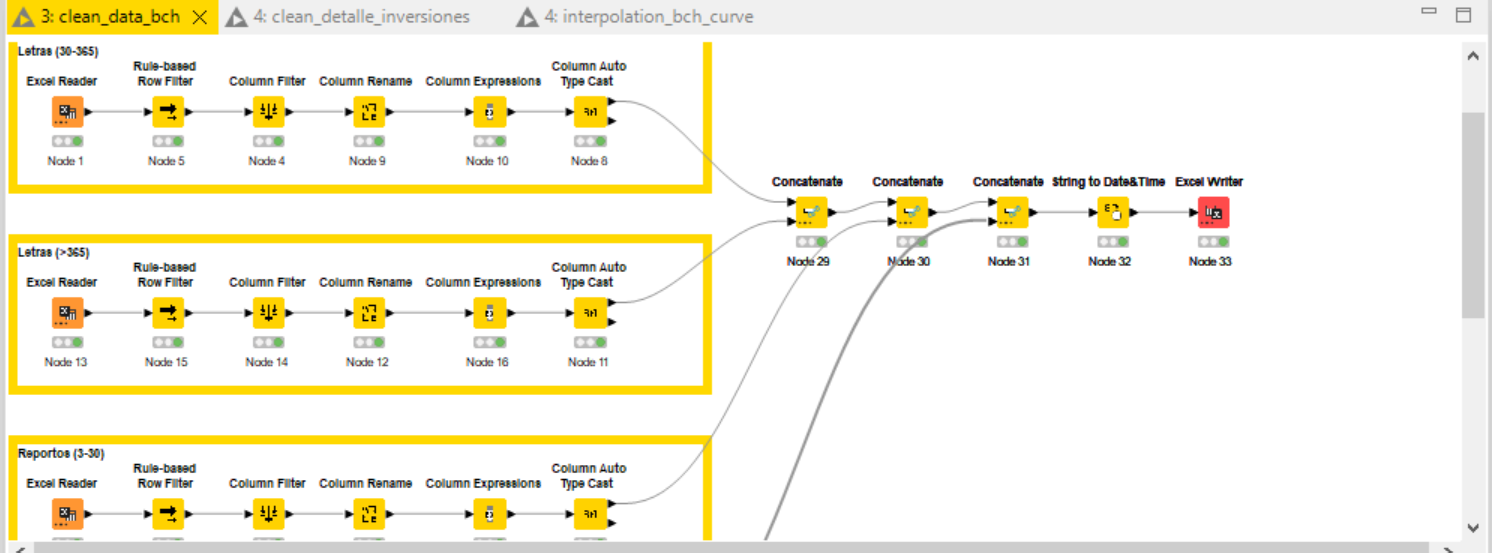 3: clean_data_bch
4: clean_detalle_inversiones
4: interpolation_bch_curve
Letras (30-365)
Excel Reader
Rule-based
Row Filter
Column Filter
Column Rename
Column Expressions
Column Auto
Type Cast
Node 1
Node 5
Node 4
Node 9
Node 10
Node 8
Concatenate
Concatenate
Concatenate
String to Date&Time
Excel Writer
Node 29
Node 30
Node 31
Node 32
Node 33
Letras (>365)
Excel Reader
Rule-based
Row Filter
Column Filter
Column Rename
Column Expressions
Column Auto
Type Cast
Node 13
Node 15
Node 14
Node 12
Node 16
Node 11
Reportos (3-30)
Excel Reader
Rule-based
Row Filter
Column Filter
Column Rename
Column Expressions
Column Auto
Type Cast